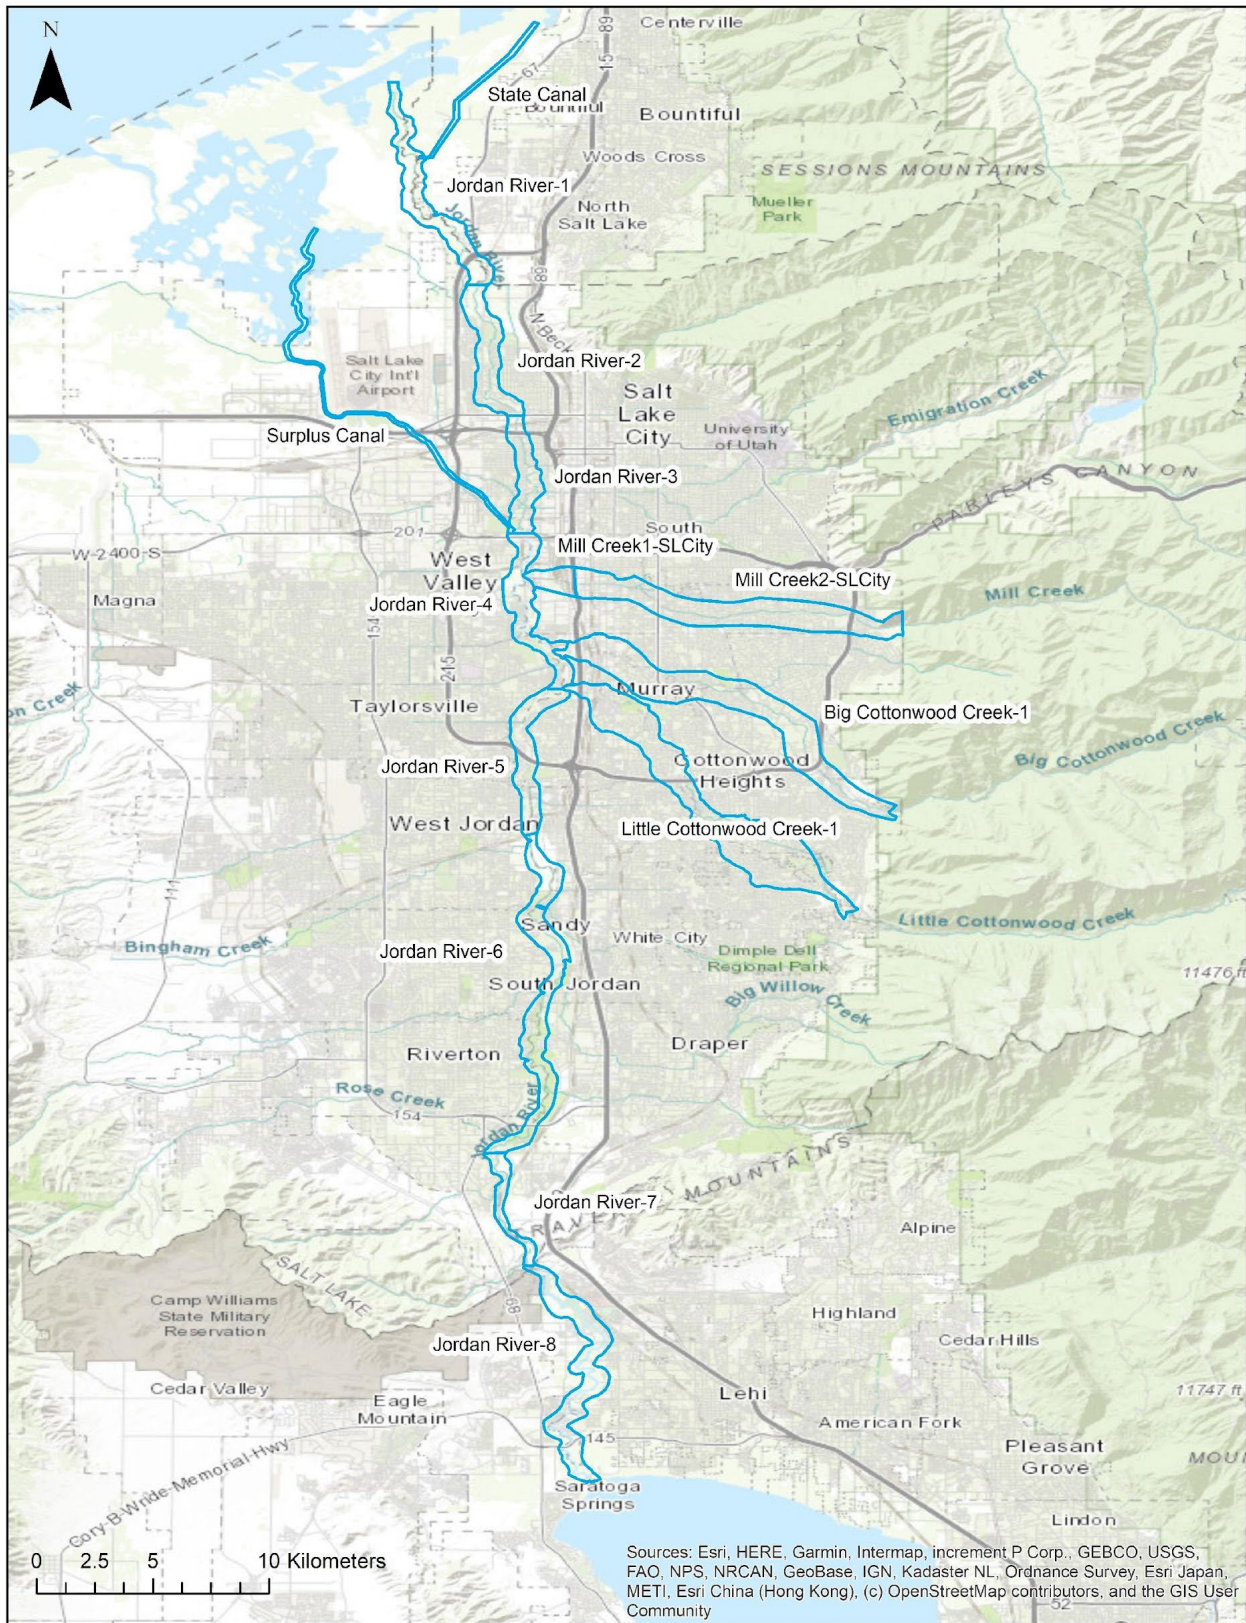 N
Centerville
89
15
67
State Canal
Bountiful
Bountiful
Woods Cross
SESSIONS MOUNTAINS
Jordan River-1
Mueller
Park
North
Salt Lake
Jordan River
89
N-Beck
Salt Lake
City Int'l
Airport
Jordan River-2
Salt
Lake
City
Emigration Creek
University
of Utah
Surplus Canal
Jordan River-3
PARLEYS CANYON
201
South
W-2400-S
Mill Creek1-SLCity
West
Valley
Mill Creek2-SLCity
Magna
Jordan River-4
Mill Creek
154
215
Murray
Taylorsville
on Creek
Big Cottonwood Creek-1
Big Cottonwood Creek
Jordan River-5
Cottonwood
Heights
West Jordan
Little Cottonwood Creek-1
111
Little Cottonwood Creek
Sandy
White City
Bingham Creek
Jordan River-6
Dimple Dell
Regional Park
11476 ft
South Jordan
Big Willow Creek
Draper
Riverton
Rose Creek
154
Jordan River
MOUNTAINS
Jordan River-7
TRAVER
Alpine
SALT LAKE
Camp Williams
State Military
Reservation
68
Highland
Cedar Hills
Jordan River-8
Cedar Valley
Eagle
Mountain
Lehi
11747 ft
American Fork
145
Pleasant
Grove
MOU
Cory-B-Wride-Memorial-Hwy
Saratoga
Springs
Lindon
0 2.5 5 10 Kilometers
Sources: Esri, HERE, Garmin, Intermap, increment P Corp., GEBCO, USGS,
FAO, NPS, NRCAN, GeoBase, IGN, Kadaster NL, Ordnance Survey, Esri Japan,
METI, Esri China (Hong Kong), (c) OpenStreetMap contributors, and the GIS User
Community
52